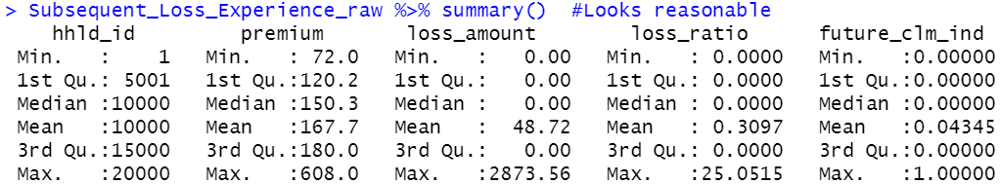 > Subsequent_Loss_Experience_raw %>% summary()  #Looks reasonable
    hhld_id         premium       loss_amount        loss_ratio      future_clm_ind
 Min.   :    1   Min.   : 72.0   Min.   :   0.00   Min.   : 0.0000   Min.   :0.00000
 1st Qu.: 5001   1st Qu.:120.2   1st Qu.:   0.00   1st Qu.: 0.0000   1st Qu.:0.00000
 Median :10000   Median :150.3   Median :   0.00   Median : 0.0000   Median :0.00000
 Mean   :10000   Mean   :167.7   Mean   :  48.72   Mean   : 0.3097   Mean   :0.04345
 3rd Qu.:15000   3rd Qu.:180.0   3rd Qu.:   0.00   3rd Qu.: 0.0000   3rd Qu.:0.00000
 Max.   :20000   Max.   :608.0   Max.   :2873.56   Max.   :25.0515   Max.   :1.00000